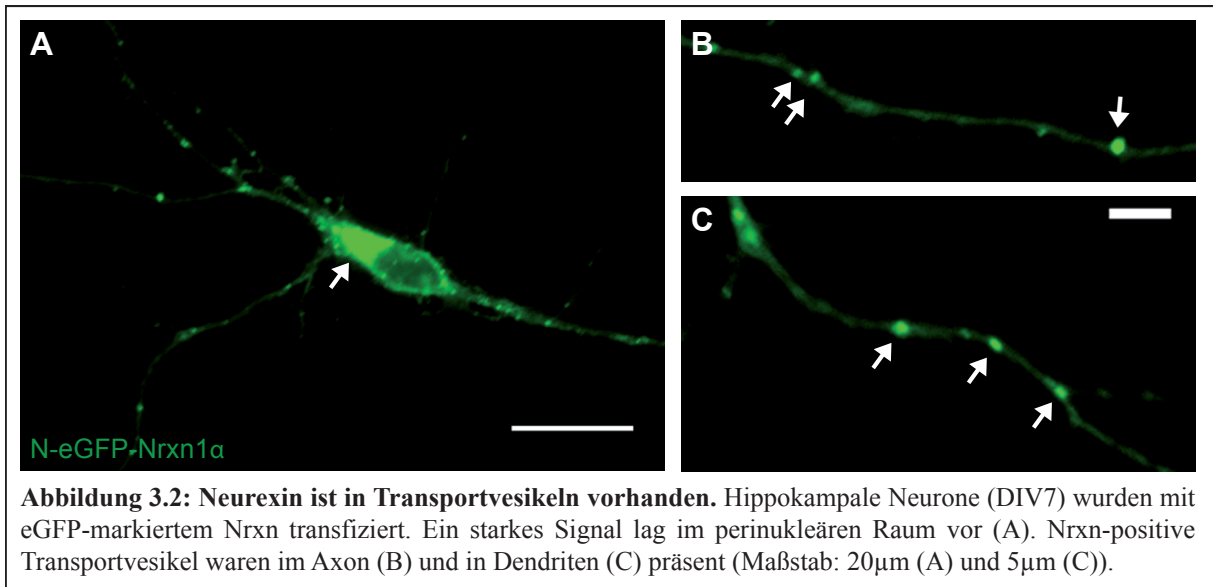 A
B
C
N-eGFP-Nrxn1α
Abbildung 3.2: Neurexin ist in Transportvesikeln vorhanden. Hippokampale Neurone (DIV7) wurden mit
eGFP-markiertem Nrxn transfiziert. Ein starkes Signal lag im perinukleären Raum vor (A). Nrxn-positive
Transportvesikel waren im Axon (B) und in Dendriten (C) präsent (Maßstab: 20µm (A) und 5µm (C)).